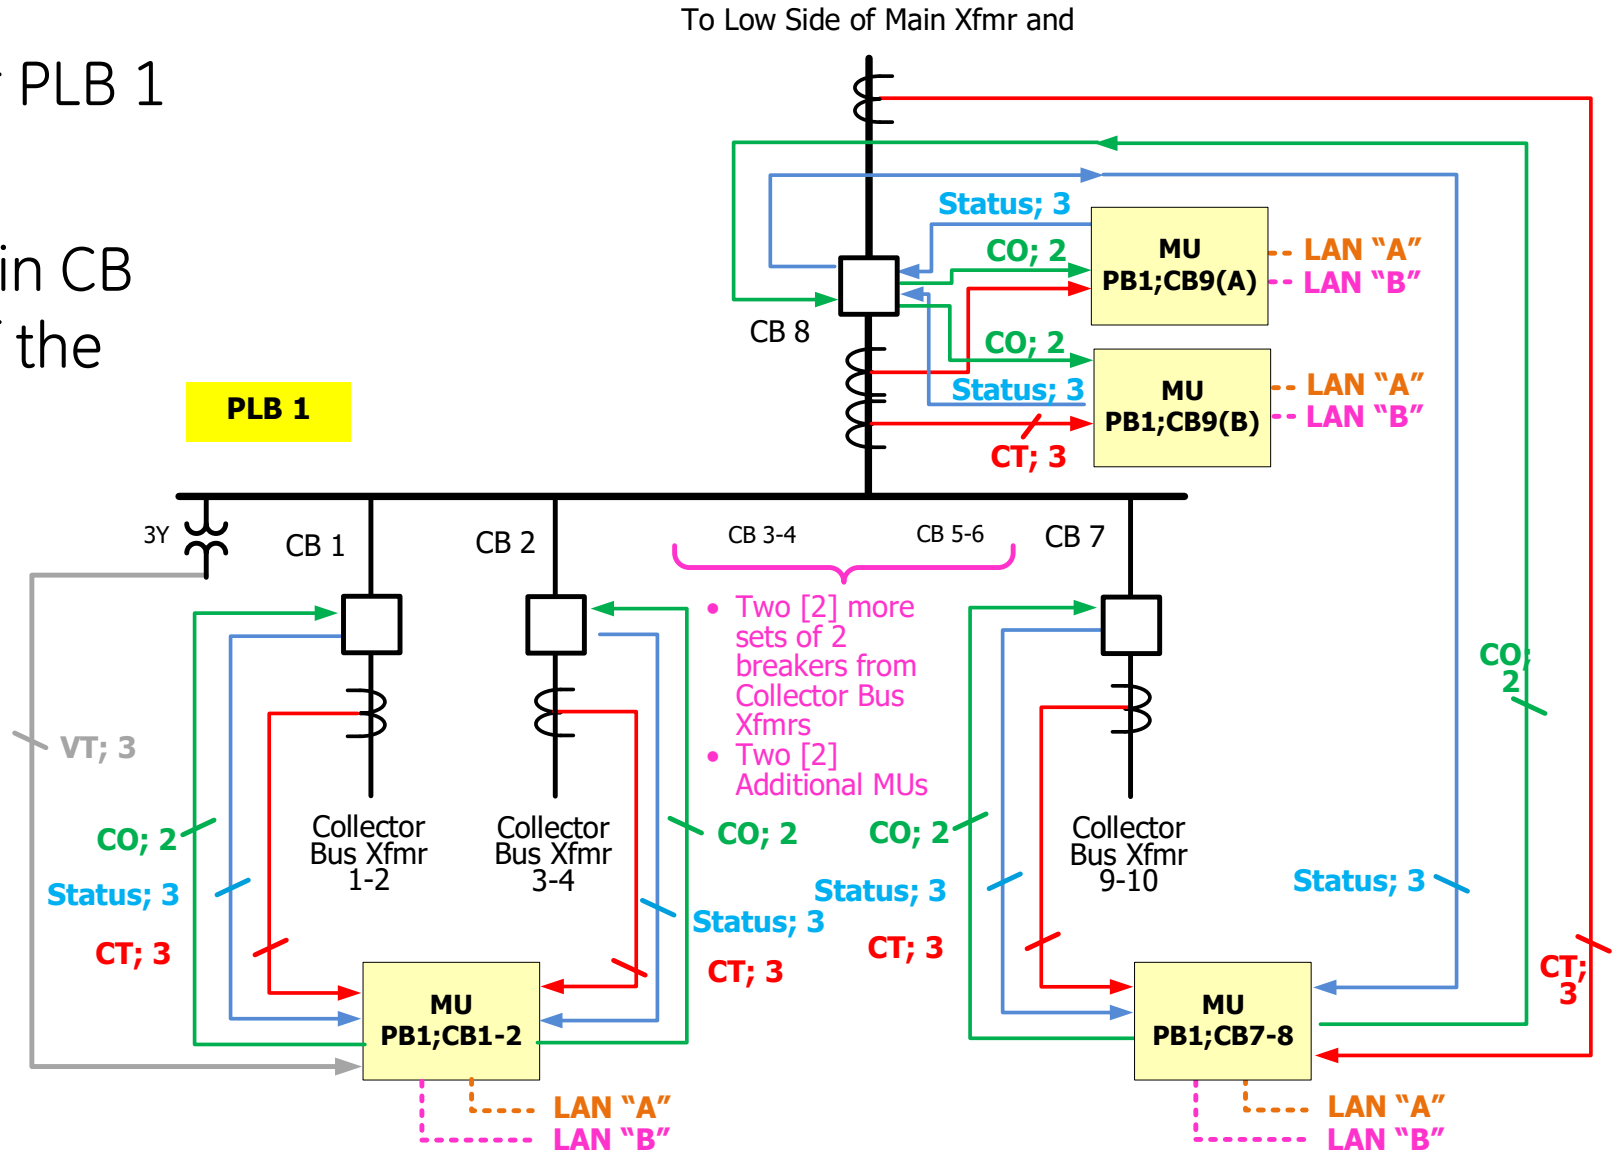 To Low Side of Main Xfmr and
PLB 1
in CB
the
PLB 1
Status; 3
CO; 2
MU
PB1;CB9(A)
LAN “A”
LAN “B”
CB 8
CO; 2
Status; 3
CT; 3
MU
PB1;CB9(B)
LAN “A”
LAN “B”
3Y
CB 1
CB 2
CB 3-4
CB 5-6
CB 7
• Two [2] more
sets of 2
breakers from
Collector Bus
Xfmrs
• Two [2]
Additional MUs
VT; 3
CO; 2
Status; 3
CT; 3
Collector
Bus Xfmr
1-2
Collector
Bus Xfmr
3-4
CO; 2
Status; 3
CT; 3
CO; 2
Status; 3
CT; 3
Collector
Bus Xfmr
9-10
Status; 3
CO;
2
CT;
3
MU
PB1;CB1-2
LAN “A”
LAN “B”
MU
PB1;CB7-8
LAN “A”
LAN “B”